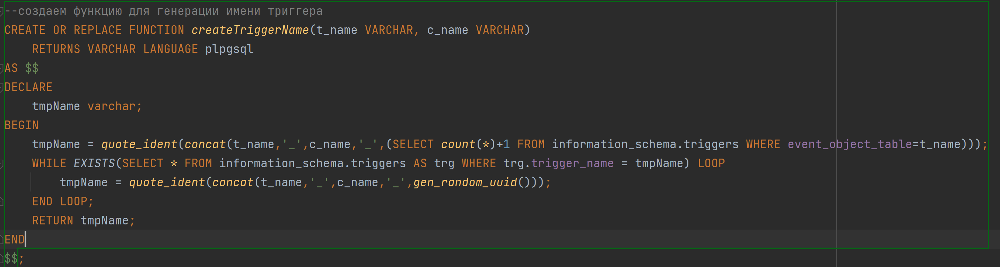 --создаем функцию для генерации имени триггера
CREATE OR REPLACE FUNCTION createTriggerName(t_name VARCHAR, c_name VARCHAR)
    RETURNS VARCHAR LANGUAGE plpgsql
AS $$
DECLARE
    tmpName varchar;
BEGIN
    tmpName = quote_ident(concat(t_name,'_',c_name,'_',(SELECT count(*)+1 FROM information_schema.triggers WHERE event_object_table=t_name)));
    WHILE EXISTS(SELECT * FROM information_schema.triggers AS trg WHERE trg.trigger_name = tmpName) LOOP
        tmpName = quote_ident(concat(t_name,'_',c_name,'_',gen_random_uuid()));
    END LOOP;
    RETURN tmpName;
END
$$;